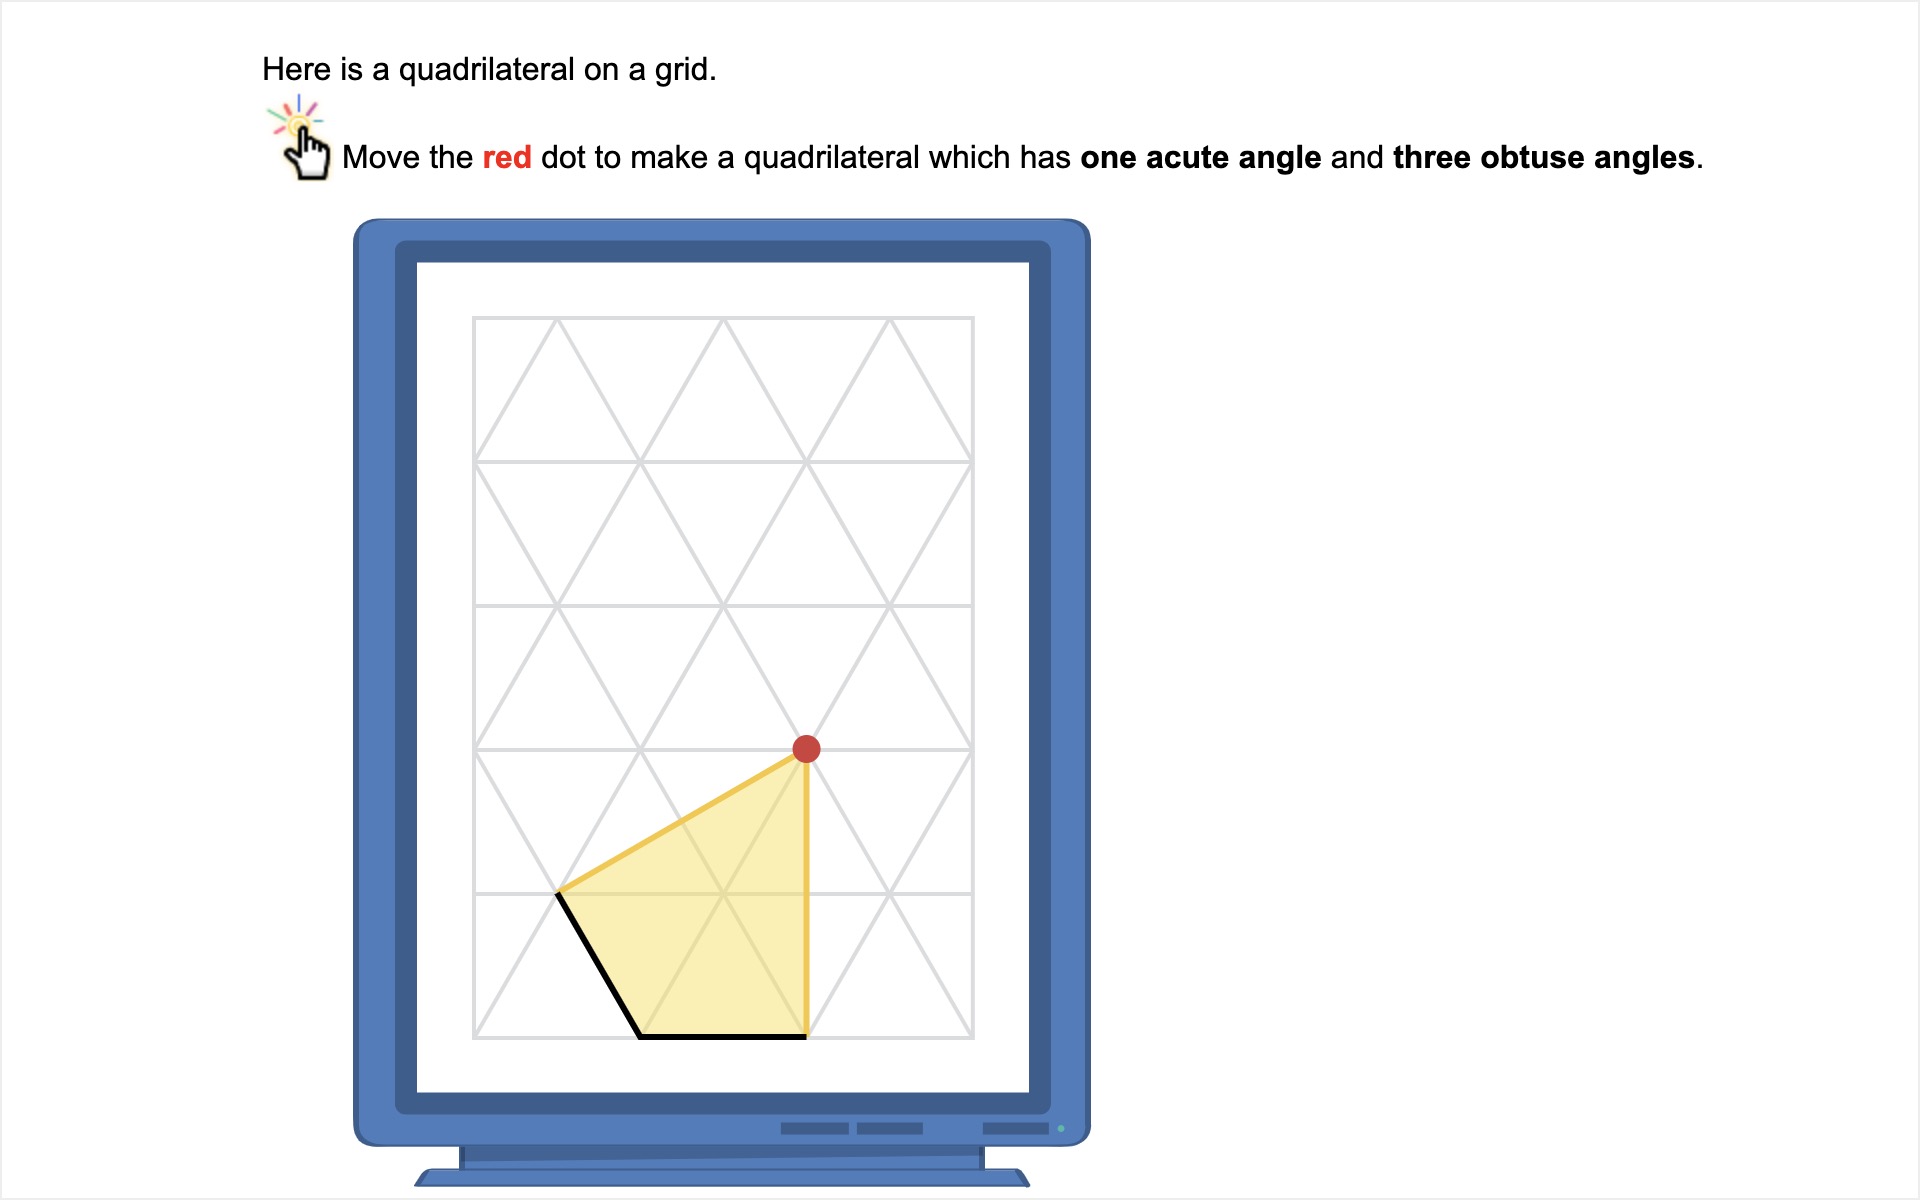 Here is a quadrilateral on a grid.
Move the red dot to make a quadrilateral which has one acute angle and three obtuse angles.